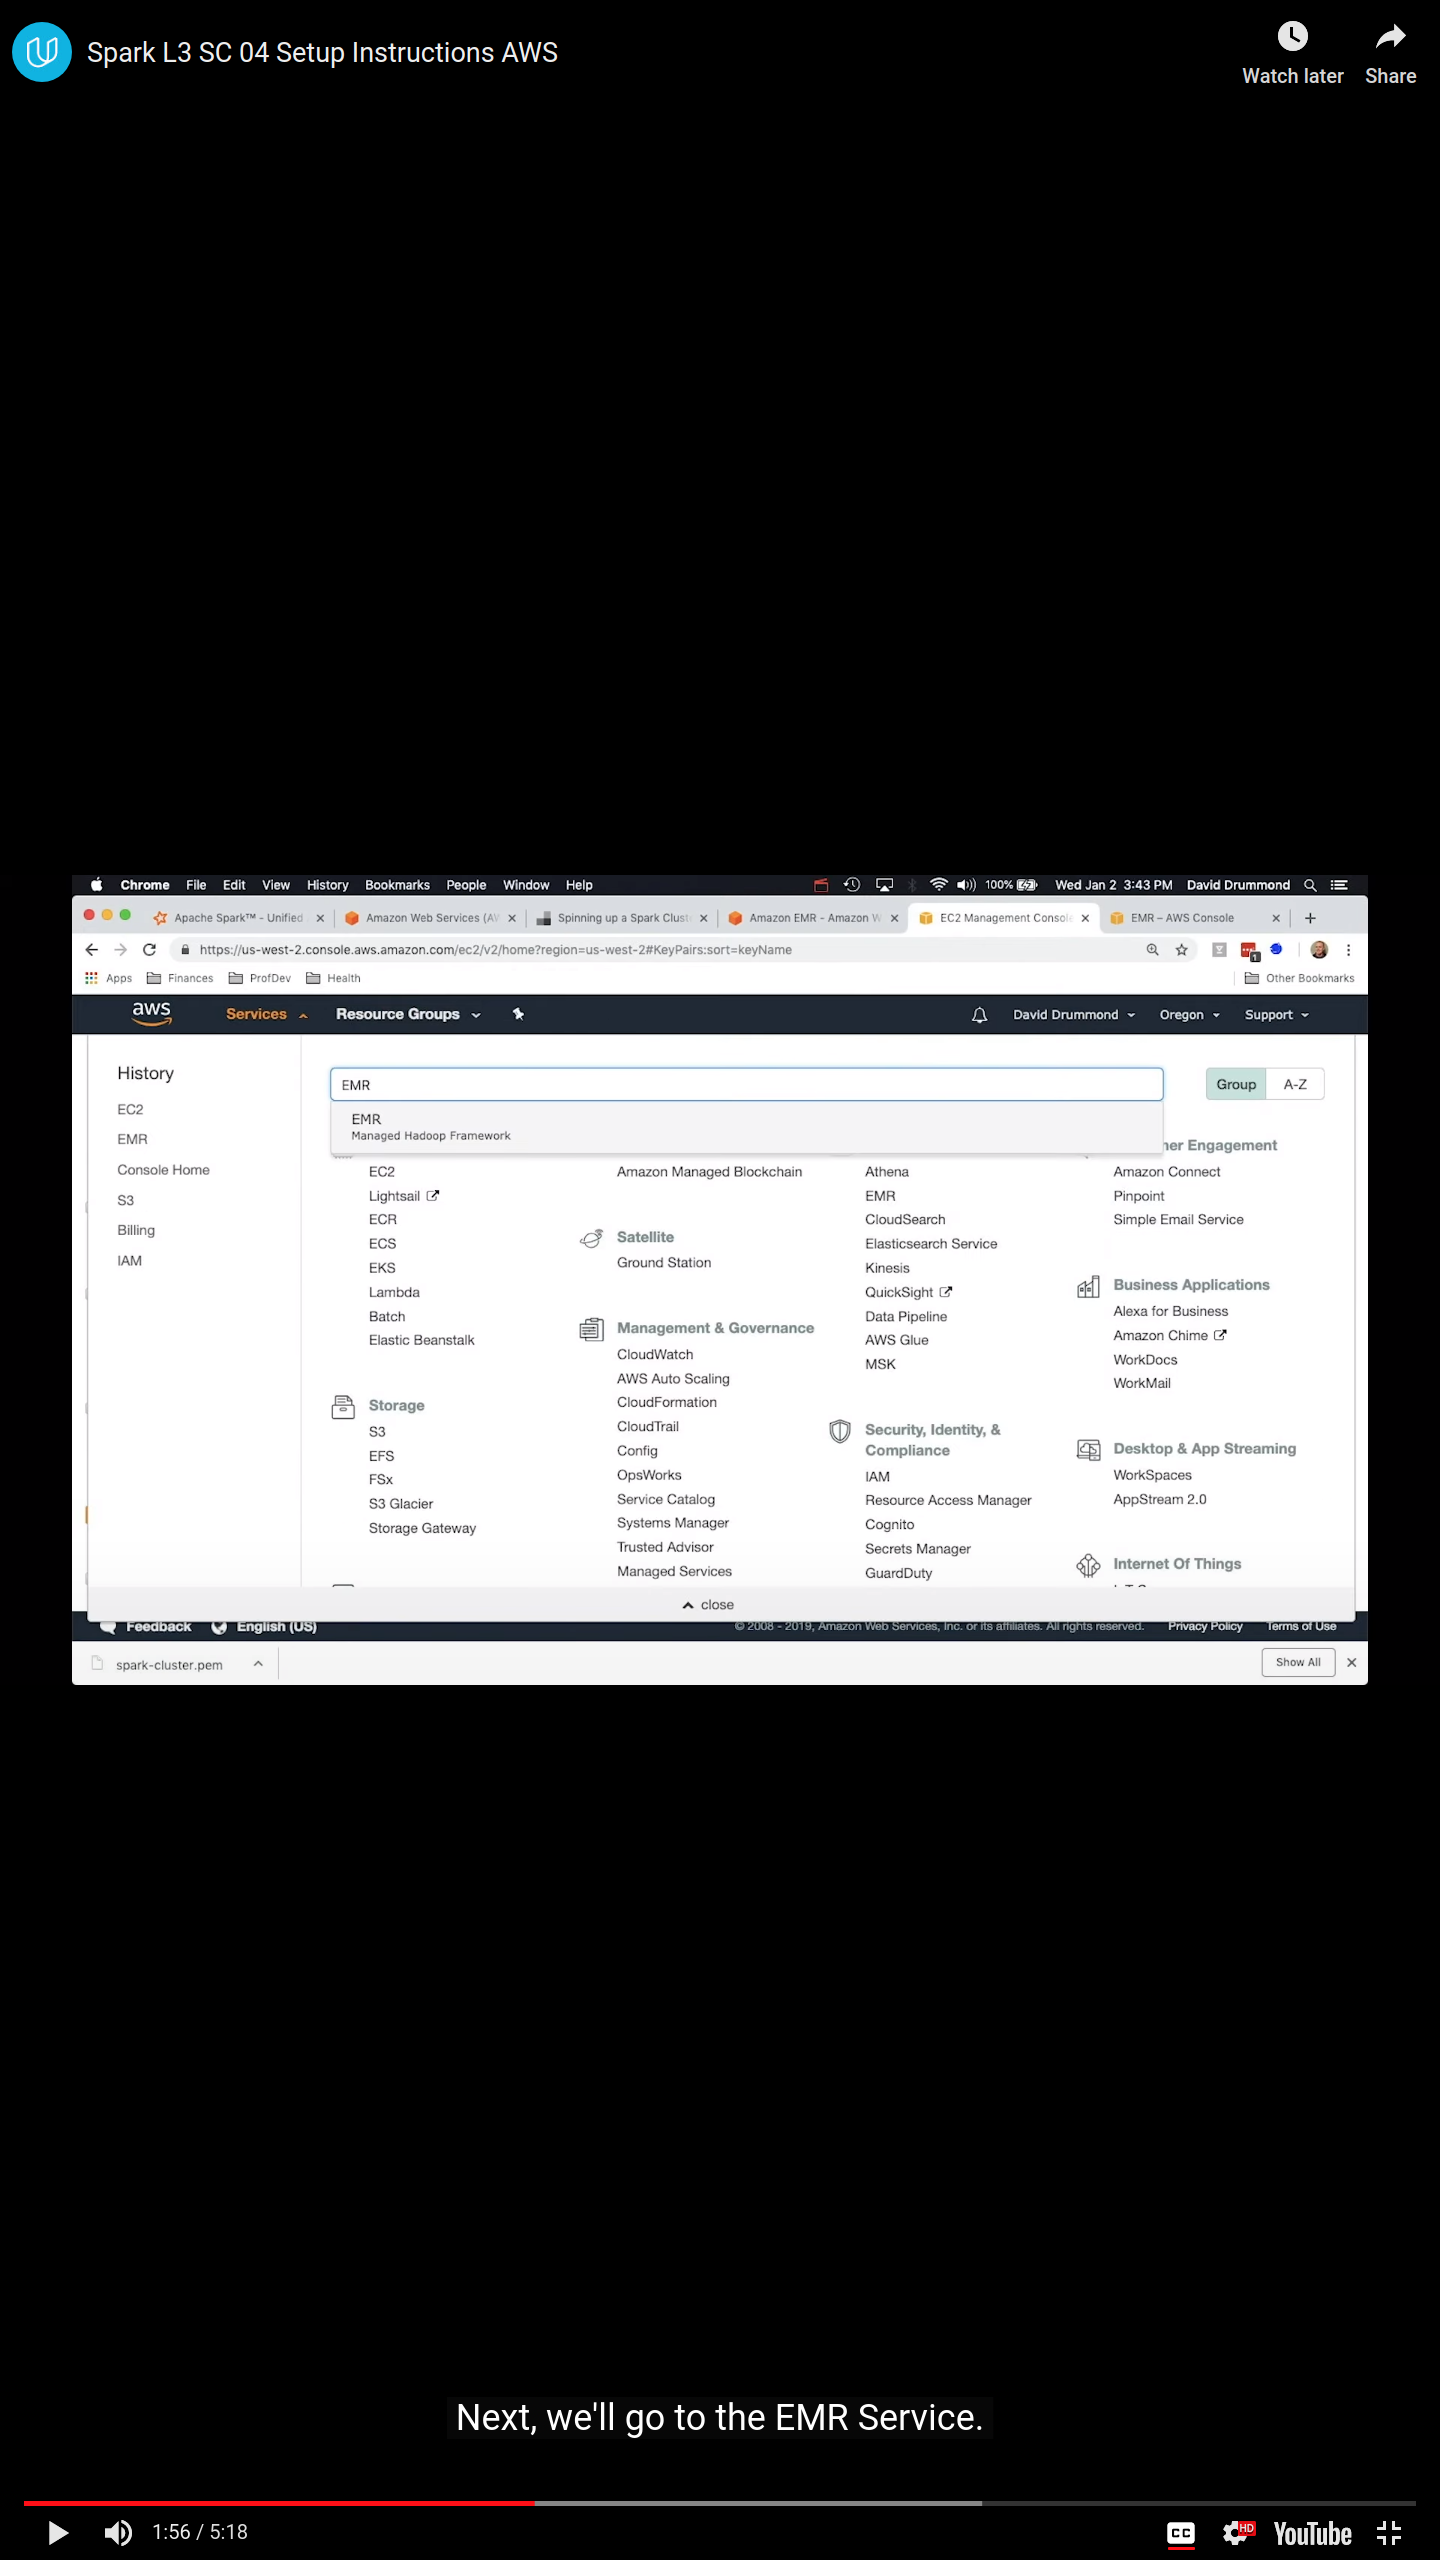 Spark L3 SC 04 Setup Instructions AWS
Watch later
Share
Chrome File Edit View History Bookmarks People Window Help
100%
Wed Jan 2 3:43 PM David Drummond
Apache Spark™ - Unified
Amazon Web Services (AW
Spinning up a Spark Clust
Amazon EMR - Amazon W
EC2 Management Consol
EMR – AWS Console
https://us-west-2.console.aws.amazon.com/ec2/v2/home?region=us-west-2#KeyPairs:sort=keyName
1
Apps Finances ProfDev Health
Other Bookmarks
aws
Services
Resource Groups
David Drummond
Oregon
Support
History
EC2
EMR
Console Home
S3
Billing
IAM
EMR
Group
A-Z
EMR
Managed Hadoop Framework
EC2
Lightsail
ECR
ECS
EKS
Lambda
Batch
Elastic Beanstalk
Storage
S3
EFS
FSx
S3 Glacier
Storage Gateway
Amazon Managed Blockchain
Satellite
Ground Station
Management & Governance
CloudWatch
AWS Auto Scaling
CloudFormation
CloudTrail
Config
OpsWorks
Service Catalog
Systems Manager
Trusted Advisor
Managed Services
Athena
EMR
CloudSearch
Elasticsearch Service
Kinesis
QuickSight
Data Pipeline
AWS Glue
MSK
Security, Identity, &
Compliance
IAM
Resource Access Manager
Cognito
Secrets Manager
GuardDuty
ner Engagement
Amazon Connect
Pinpoint
Simple Email Service
Business Applications
Alexa for Business
Amazon Chime
WorkDocs
WorkMail
Desktop & App Streaming
WorkSpaces
AppStream 2.0
Internet Of Things
close
Feedback
English (US)
© 2008 - 2019, Amazon Web Services, Inc. or its affiliates. All rights reserved.
Privacy Policy
Terms of Use
spark-cluster.pem
Show All
Next, we'll go to the EMR Service.
1:56 / 5:18
CC
HD
YouTube